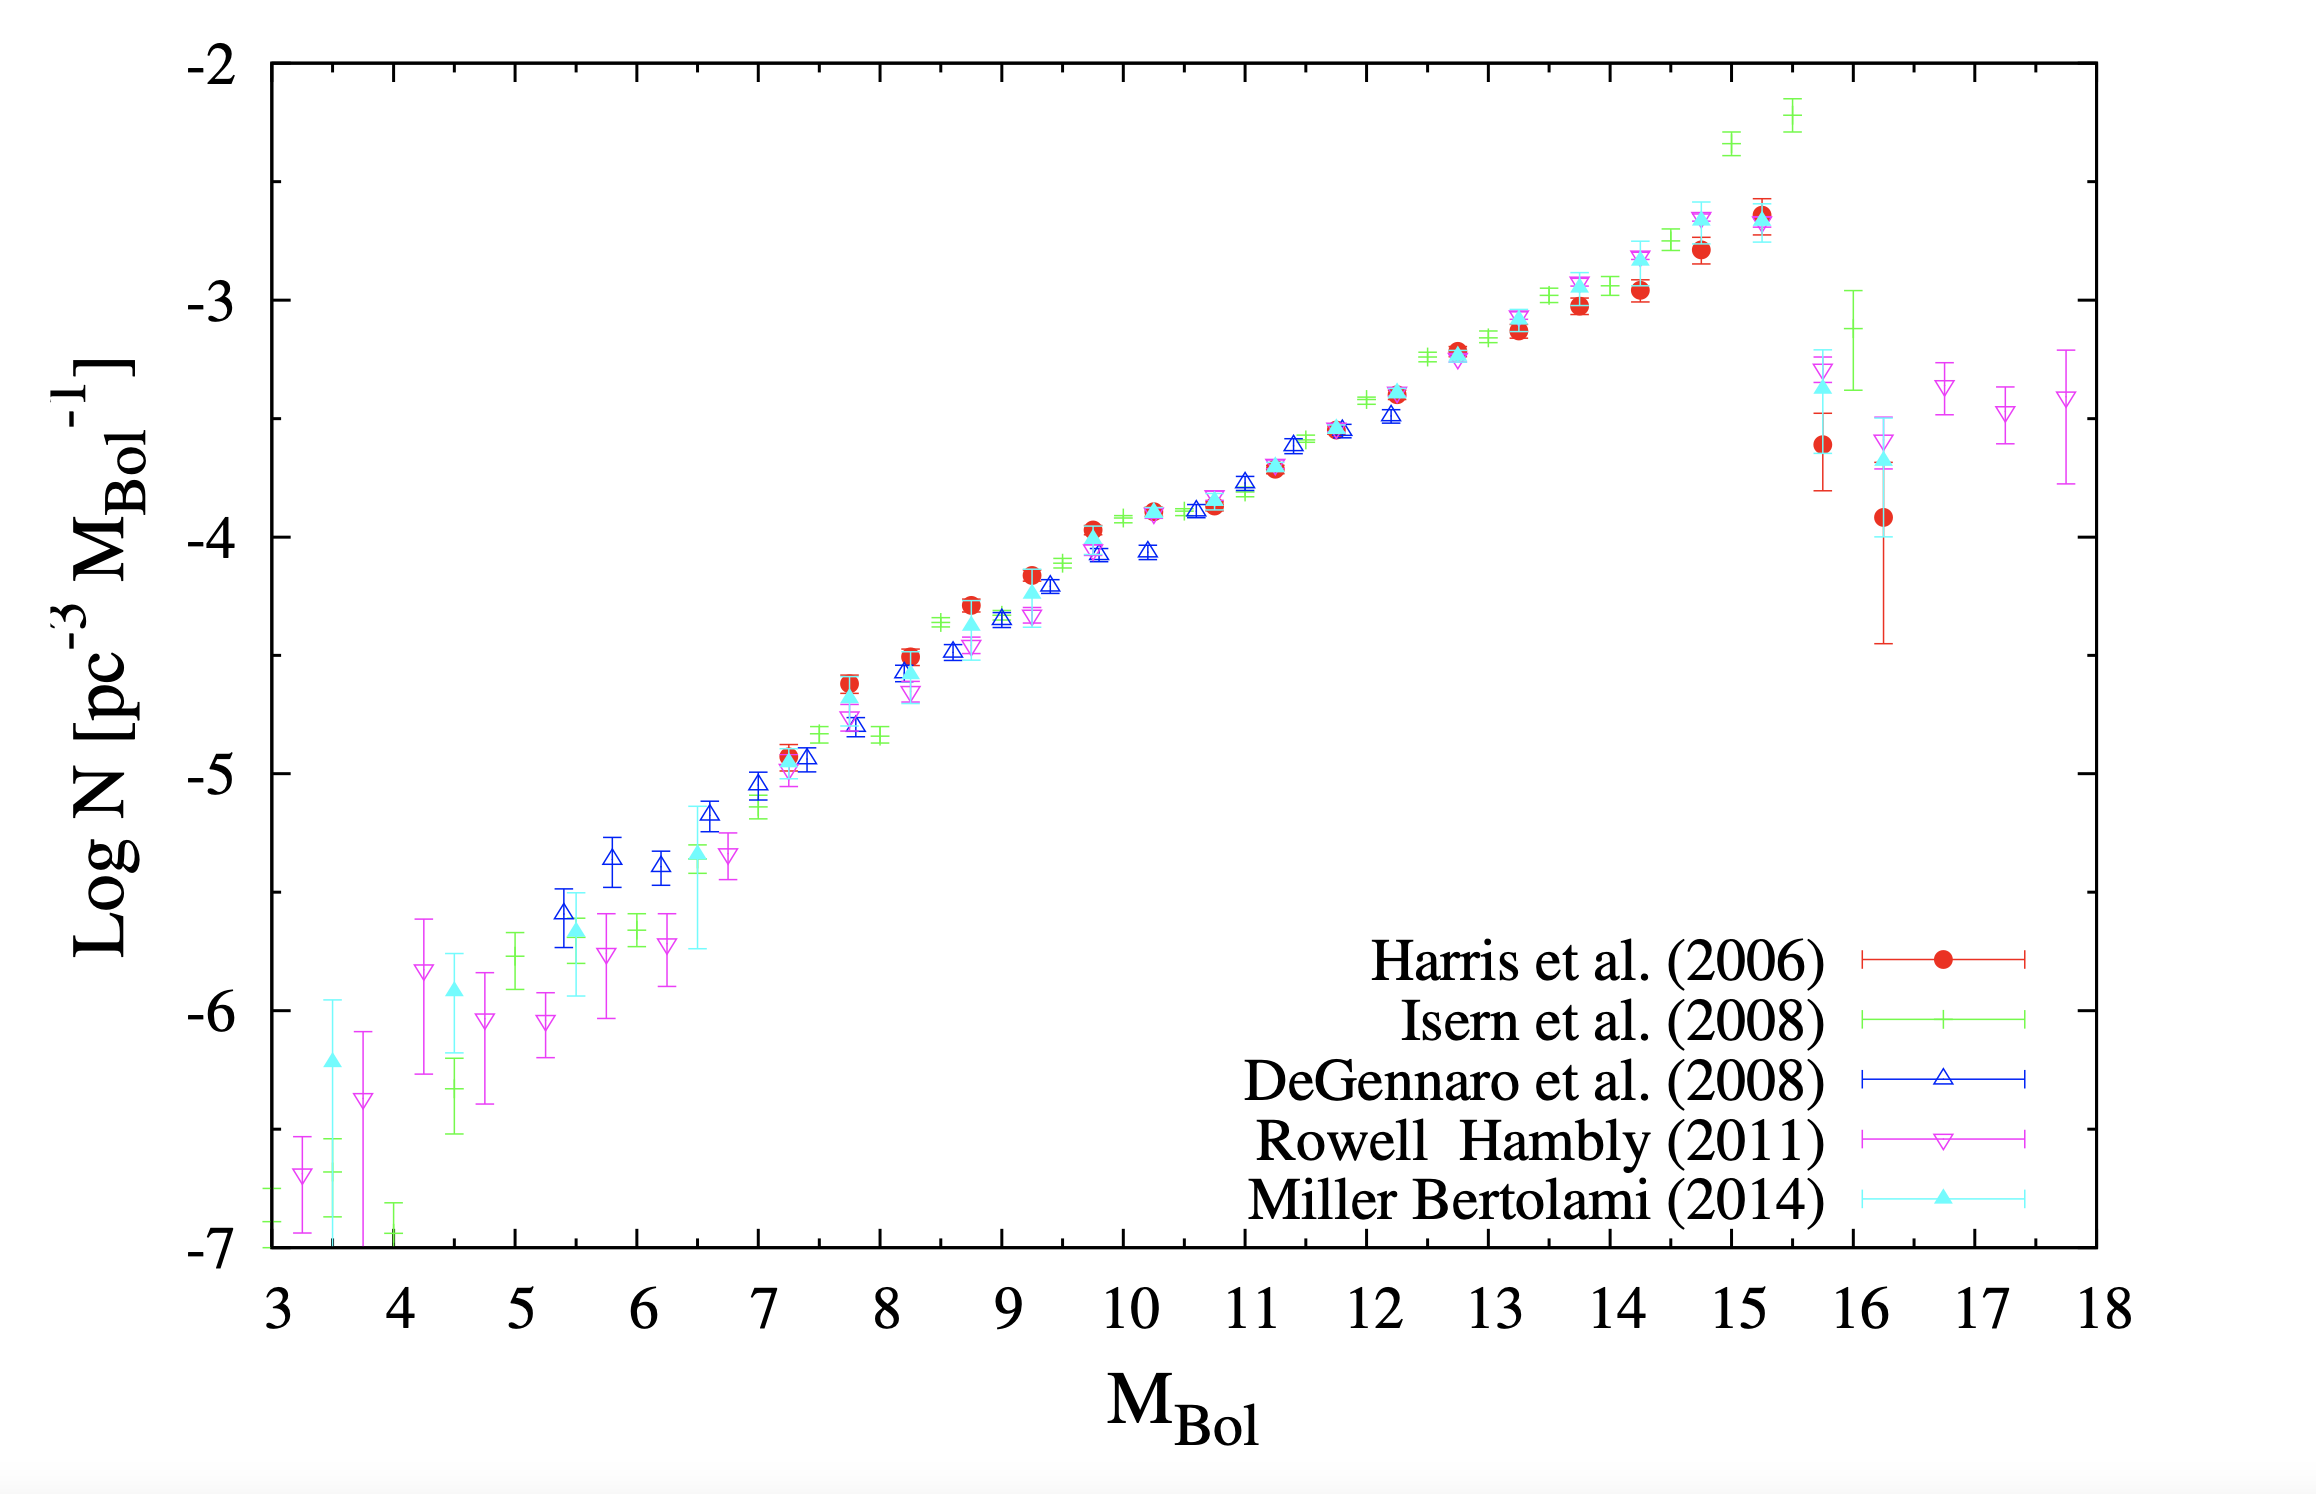 -2
-3
-4
-5
-6
-7
Log N [pc-3 MBol-1]
Harris et al. (2006)
Isern et al. (2008)
DeGennaro et al. (2008)
Rowell  Hambly (2011)
Miller Bertolami (2014)
3 4 5 6 7 8 9 10 11 12 13 14 15 16 17 18
MBol